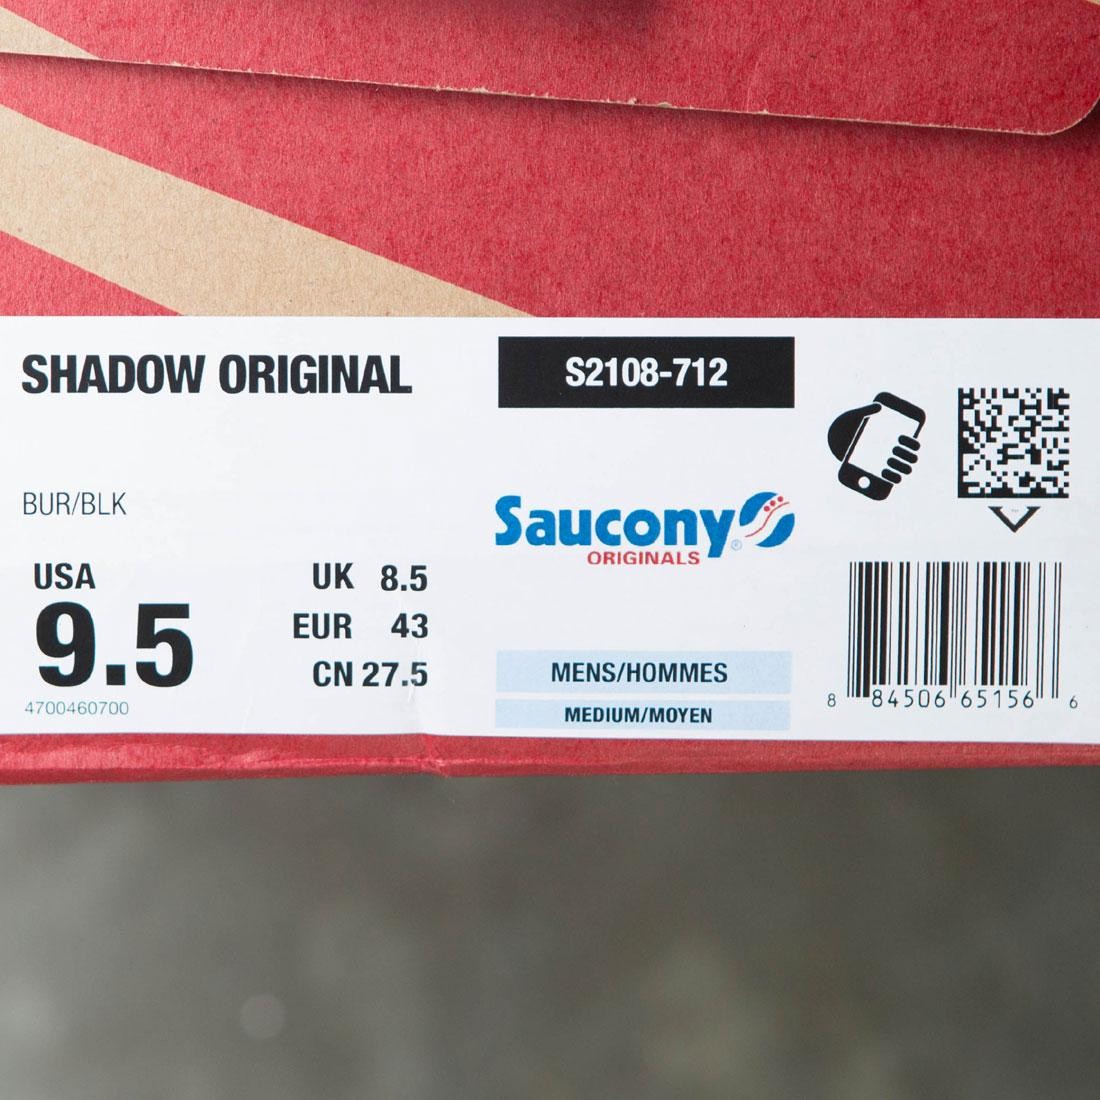 SHADOW ORIGINAL
S2108-712
BUR/BLK
Saucony®
ORIGINALS
USA
9.5
UK 8.5
EUR 43
CN 27.5
4700460700
MENS/HOMMES
MEDIUM/MOYEN
8 84506 65156 6